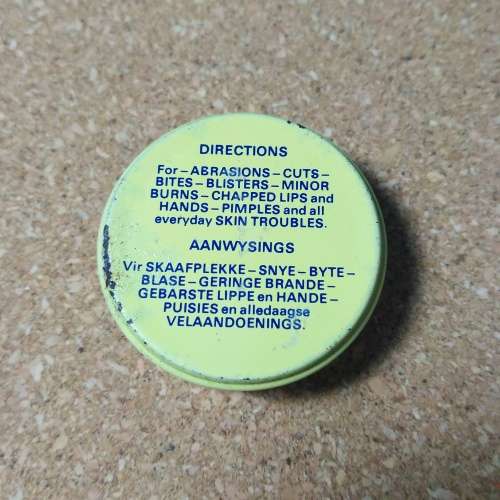 DIRECTIONS
For – ABRASIONS – CUTS –
BITES – BLISTERS – MINOR
BURNS – CHAPPED LIPS and
HANDS – PIMPLES and all
everyday SKIN TROUBLES.
AANWYSINGS
Vir SKAAFPLEKKE – SNYE – BYTE –
BLASE – GERINGE BRANDE –
GEBARSTE LIPPE en HANDE –
PUISIES en alledaagse
VELAANDOENINGS.